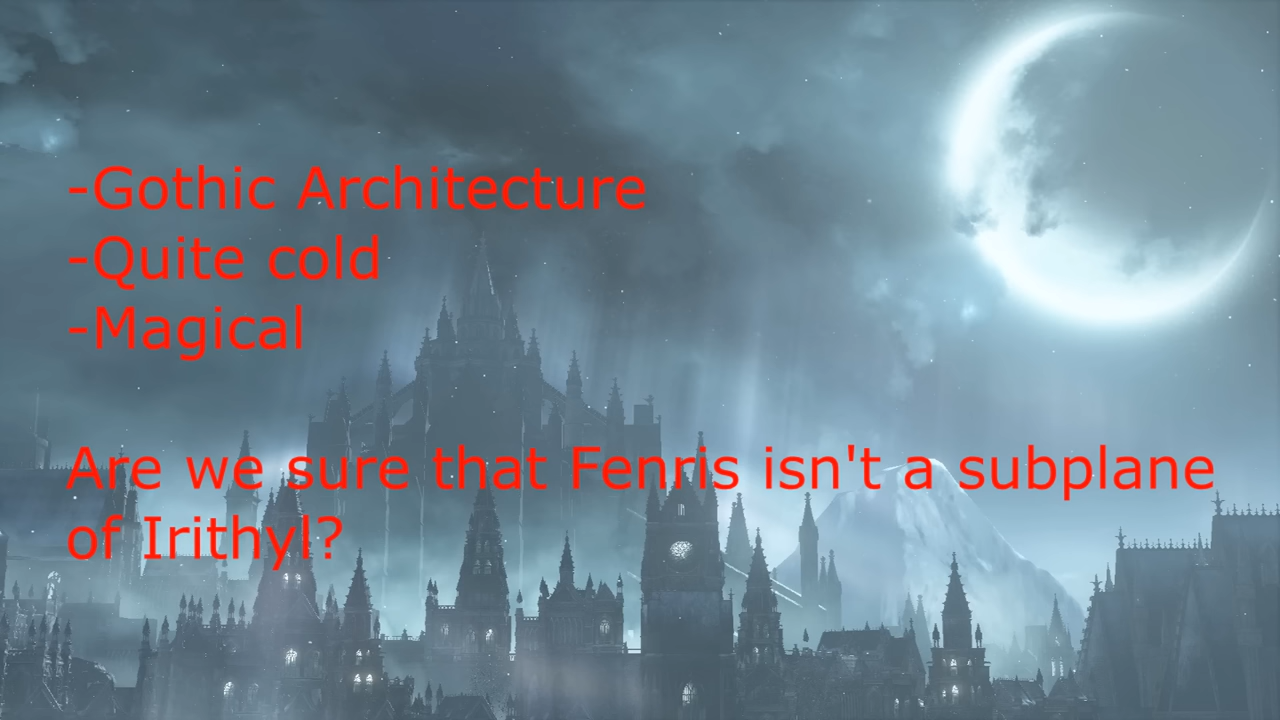 -Gothic Architecture
-Quite cold
-Magical
Are we sure that Fenris isn't a subplane
of Irithyl?